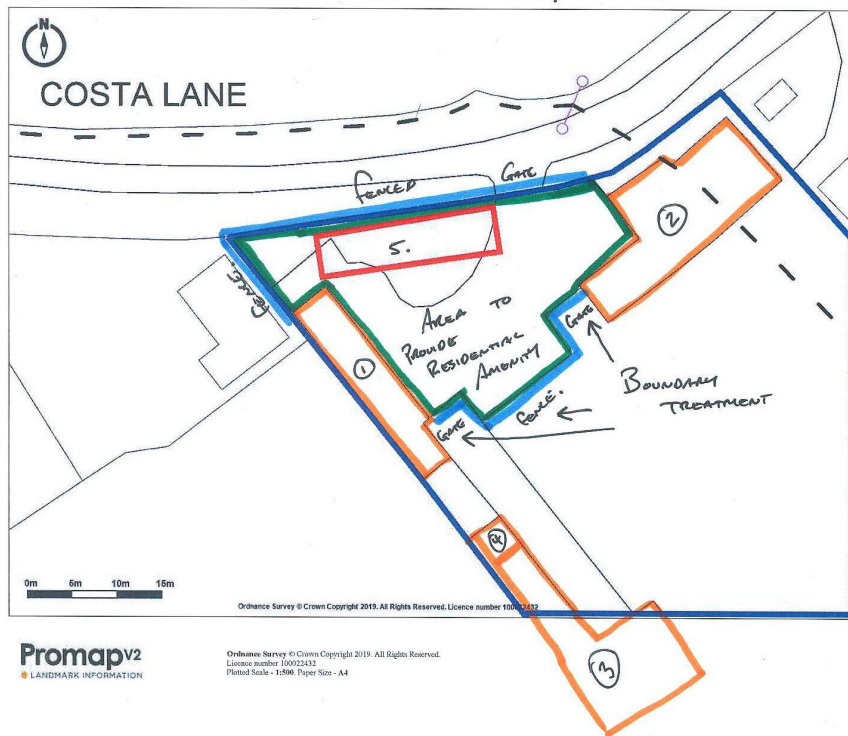 N
COSTA LANE
FENCED
GATE
FENCE.
5.
②
①
AREA TO
PROVIDE
RESIDENTIAL
AMENITY
GATE
BOUNDARY
TREATMENT
FENCE.
GATE
④
③
0m 5m 10m 15m
Ordnance Survey © Crown Copyright 2019. All Rights Reserved. Licence number 100022432
Promap V2
LANDMARK INFORMATION
Ordnance Survey © Crown Copyright 2019. All Rights Reserved.
Licence number 100022432
Plotted Scale - 1:500. Paper Size - A4